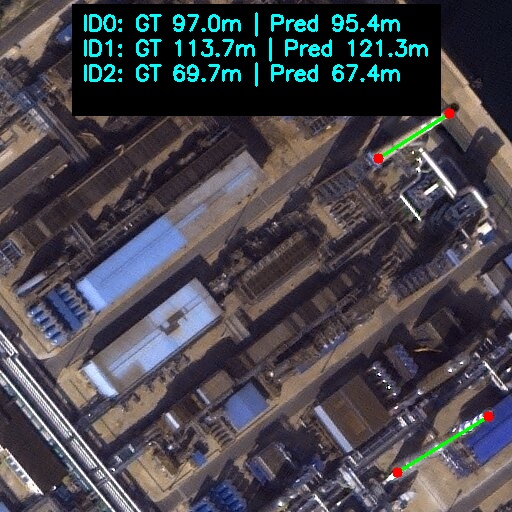 ID0: GT 97.0m | Pred 95.4m
ID1: GT 113.7m | Pred 121.3m
ID2: GT 69.7m | Pred 67.4m